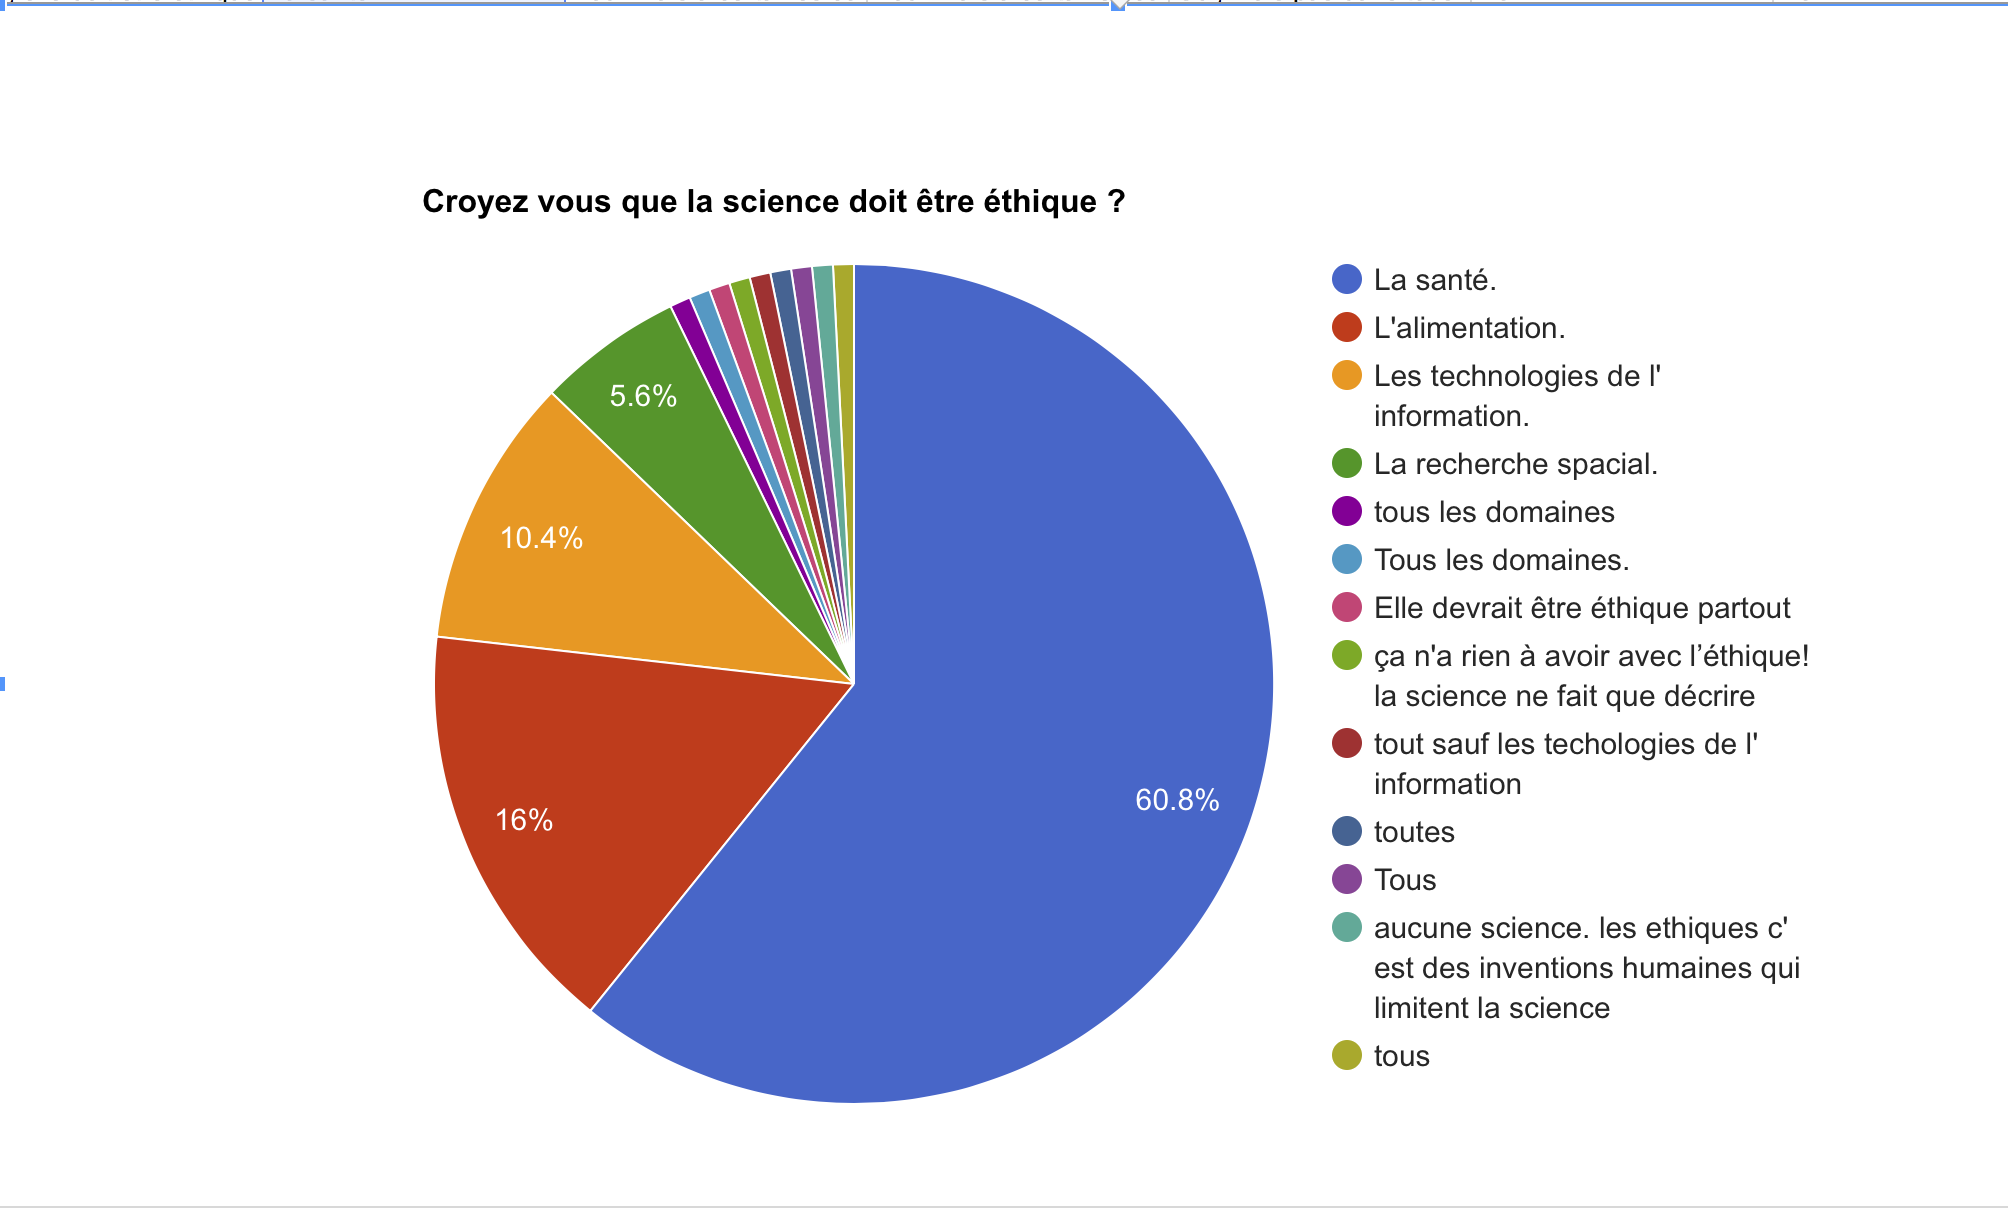 Croyez vous que la science doit être éthique ?
La santé.
L'alimentation.
Les technologies de l'
information.
La recherche spacial.
tous les domaines
Tous les domaines.
Elle devrait être éthique partout
ça n'a rien à avoir avec l’éthique!
la science ne fait que décrire
tout sauf les techologies de l'
information
toutes
Tous
aucune science. les ethiques c'
est des inventions humaines qui
limitent la science
tous
5.6%
10.4%
16%
60.8%